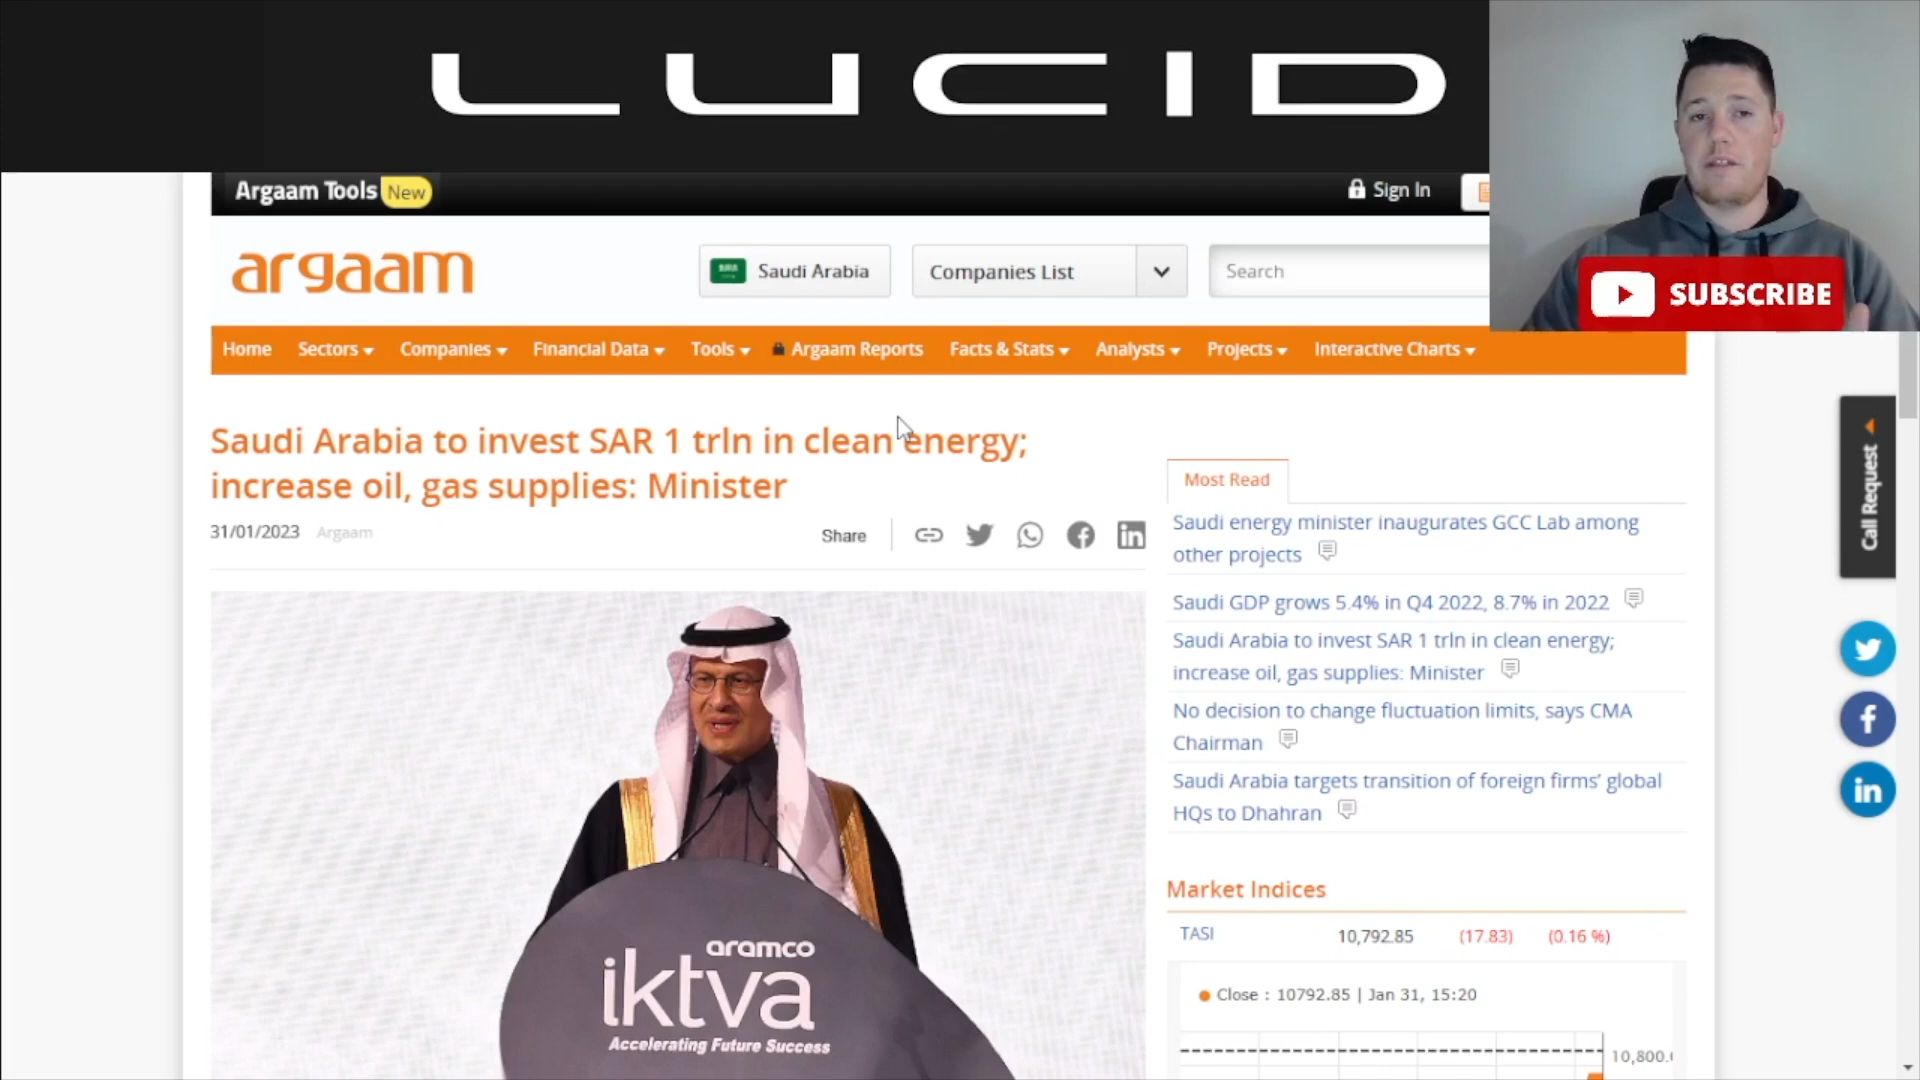 LUCID
Argaam Tools New
Sign In
argaam
Saudi Arabia
Companies List
Search
SUBSCRIBE
Home Sectors Companies Financial Data Tools Argaam Reports Facts & Stats Analysts Projects Interactive Charts
Saudi Arabia to invest SAR 1 trln in clean energy;
increase oil, gas supplies: Minister
31/01/2023 Argaam
Share
aramco
iktva
Accelerating Future Success
Most Read
Saudi energy minister inaugurates GCC Lab among
other projects
Saudi GDP grows 5.4% in Q4 2022, 8.7% in 2022
Saudi Arabia to invest SAR 1 trln in clean energy;
increase oil, gas supplies: Minister
No decision to change fluctuation limits, says CMA
Chairman
Saudi Arabia targets transition of foreign firms’ global
HQs to Dhahran
Market Indices
TASI 10,792.85 (17.83) (0.16 %)
Close : 10792.85 | Jan 31, 15:20
10,800.
Call Request